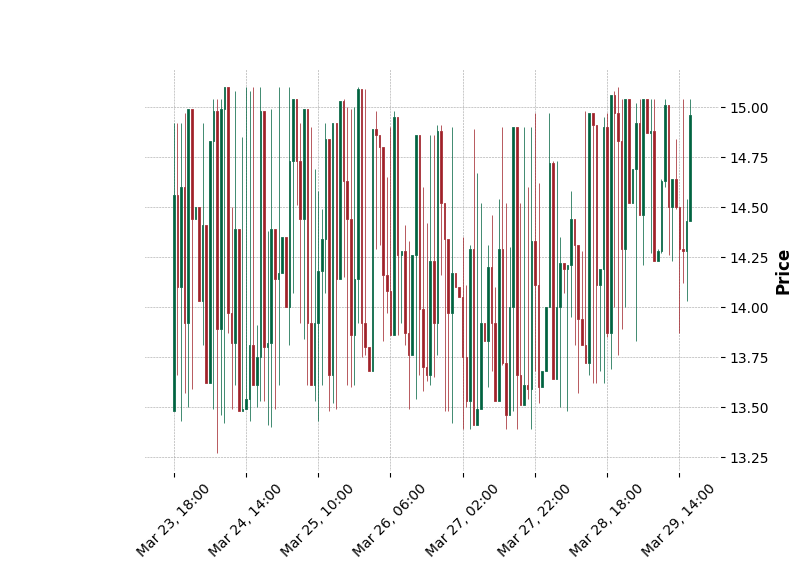 15.00
14.75
14.50
14.25
14.00
13.75
13.50
13.25
Price
Mar 23, 18:00
Mar 24, 14:00
Mar 25, 10:00
Mar 26, 06:00
Mar 27, 02:00
Mar 27, 22:00
Mar 28, 18:00
Mar 29, 14:00